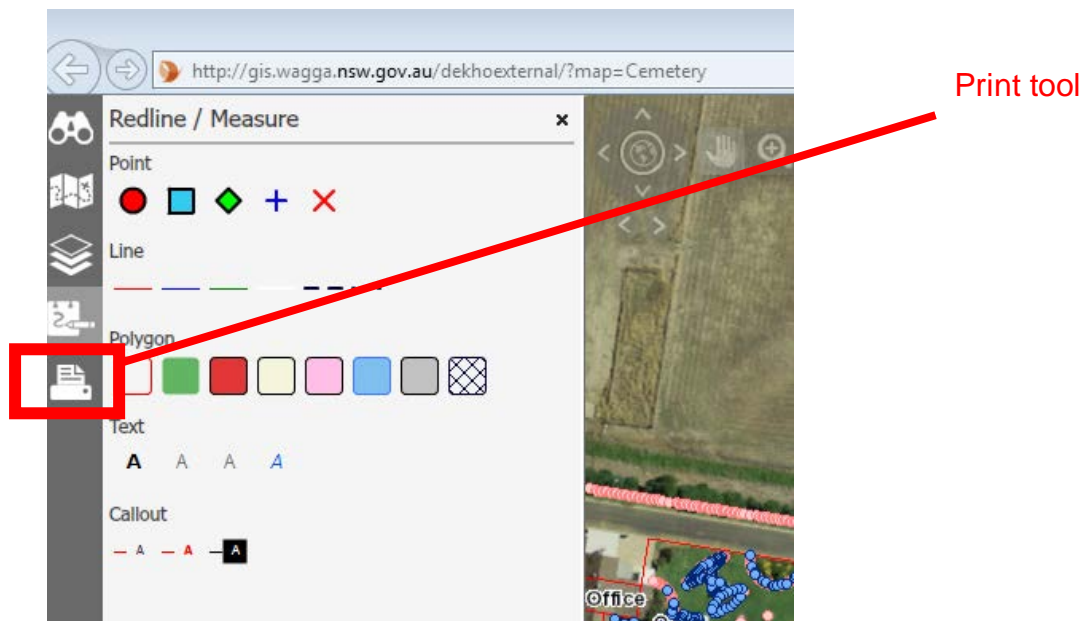 http://gis.wagga.nsw.gov.au/dekhoexternal/?map=Cemetery
Print tool
Redline / Measure
Point
Line
Polygon
Text
A A A A
Callout
A A A
Office